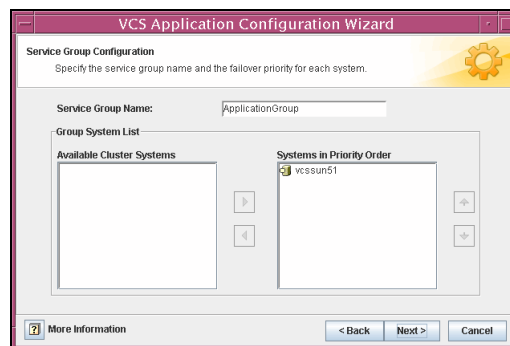 VCS Application Configuration Wizard
Service Group Configuration
Specify the service group name and the failover priority for each system.
Service Group Name: ApplicationGroup
Group System List
Available Cluster Systems
Systems in Priority Order
vcssun51
? More Information
< Back
Next >
Cancel